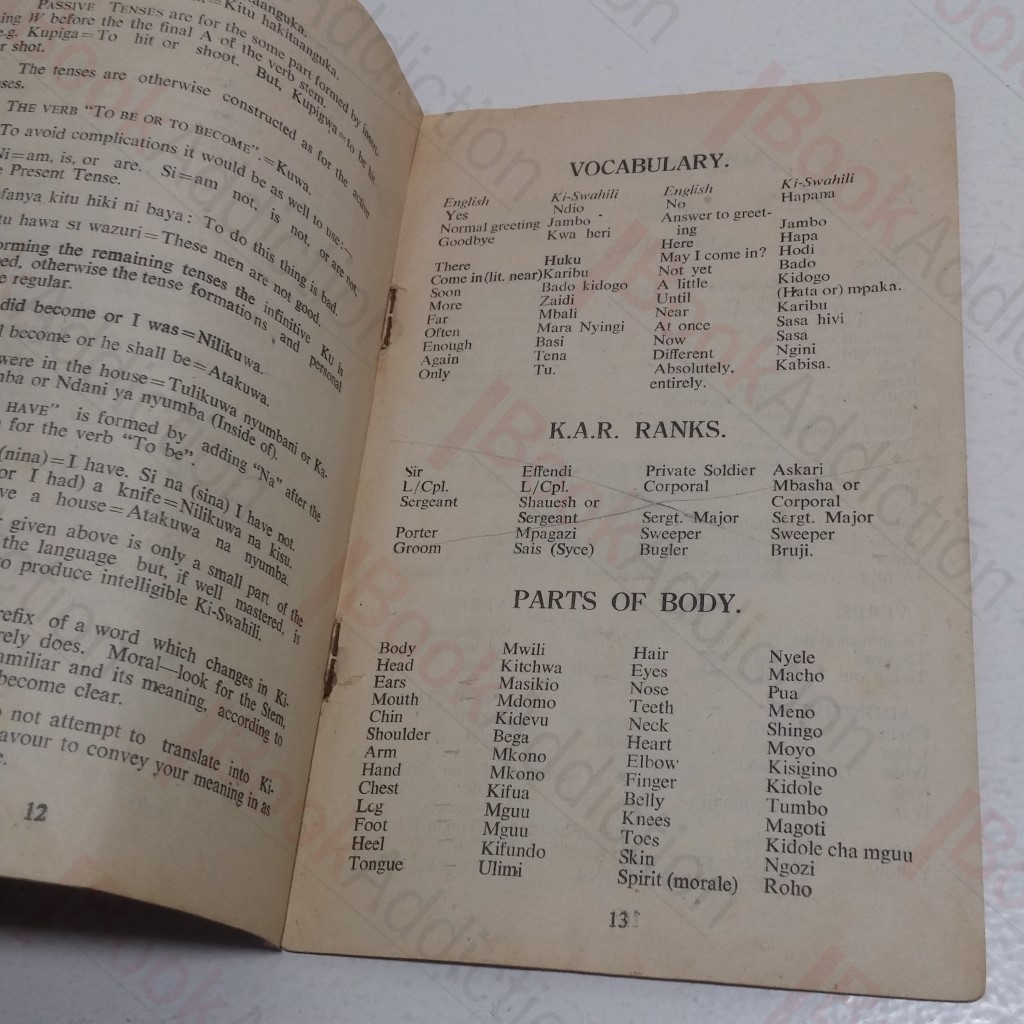 =Kitu hakitaanguka.
PASSIVE TENSES are for the some part formed by
ing W before the the final A of the verb stem.
e.g. Kupiga=To hit or shoot. But, Kupigwa=to be hit
r shot.
The tenses are otherwise constructed as for the active
ses.
THE VERB "TO BE OR TO BECOME".=Kuwa.
To avoid complications it would be as well to use:—
Ni=am, is, or are. Si=am not, is not, or are not.
e Present Tense.
fanya kitu hiki ni baya: To do this thing is bad.
tu hawa si wazuri=These men are not good.
orming the remaining tenses the infinitive Ku is
ed, otherwise the tense formations and personal
e regular.
did become or I was=Nilikuwa.
l become or he shall be=Atakuwa.
were in the house=Tulikuwa nyumbani or Ka-
mba or Ndani ya nyumba (Inside of).
HAVE" is formed by adding "Na" after the
for the verb "To be".
(nina)=I have. Si na (sina) I have not.
or I had) a knife=Nilikuwa na kisu.
ve a house=Atakuwa na nyumba.
r given above is only a small part of the
the language but, if well mastered, is
to produce intelligible Ki-Swahili.
refix of a word which changes in Ki-
rely does. Moral—look for the Stem,
amiliar and its meaning, according to
become clear.
o not attempt to translate into Ki-
avour to convey your meaning in as
e.
12
VOCABULARY.
English Ki-Swahili English Ki-Swahili
Yes Ndio No Hapana
Normal greeting Jambo Answer to greet-
ing Jambo
Goodbye Kwa heri Here Hapa
There Huku May I come in? Hodi
Come in (lit. near) Karibu Not yet Bado
Soon Bado kidogo A little Kidogo
More Zaidi Until (Hata or) mpaka.
Far Mbali Near Karibu
Often Mara Nyingi At once Sasa hivi
Enough Basi Now Sasa
Again Tena Different Ngini
Only Tu. Absolutely, Kabisa.
entirely.
K.A.R. RANKS.
Sir Effendi Private Soldier Askari
L/Cpl. L/Cpl. Corporal Mbasha or
Sergeant Shauesh or Corporal
Sergeant Sergt. Major Sergt. Major
Porter Mpagazi Sweeper Sweeper
Groom Sais (Syce) Bugler Bruji.
PARTS OF BODY.
Body Mwili Hair Nyele
Head Kitchwa Eyes Macho
Ears Masikio Nose Pua
Mouth Mdomo Teeth Meno
Chin Kidevu Neck Shingo
Shoulder Bega Heart Moyo
Arm Mkono Elbow Kisigino
Hand Mkono Finger Kidole
Chest Kifua Belly Tumbo
Leg Mguu Knees Magoti
Foot Mguu Toes Kidole cha mguu
Heel Kifundo Skin Ngozi
Tongue Ulimi Spirit (morale) Roho
13